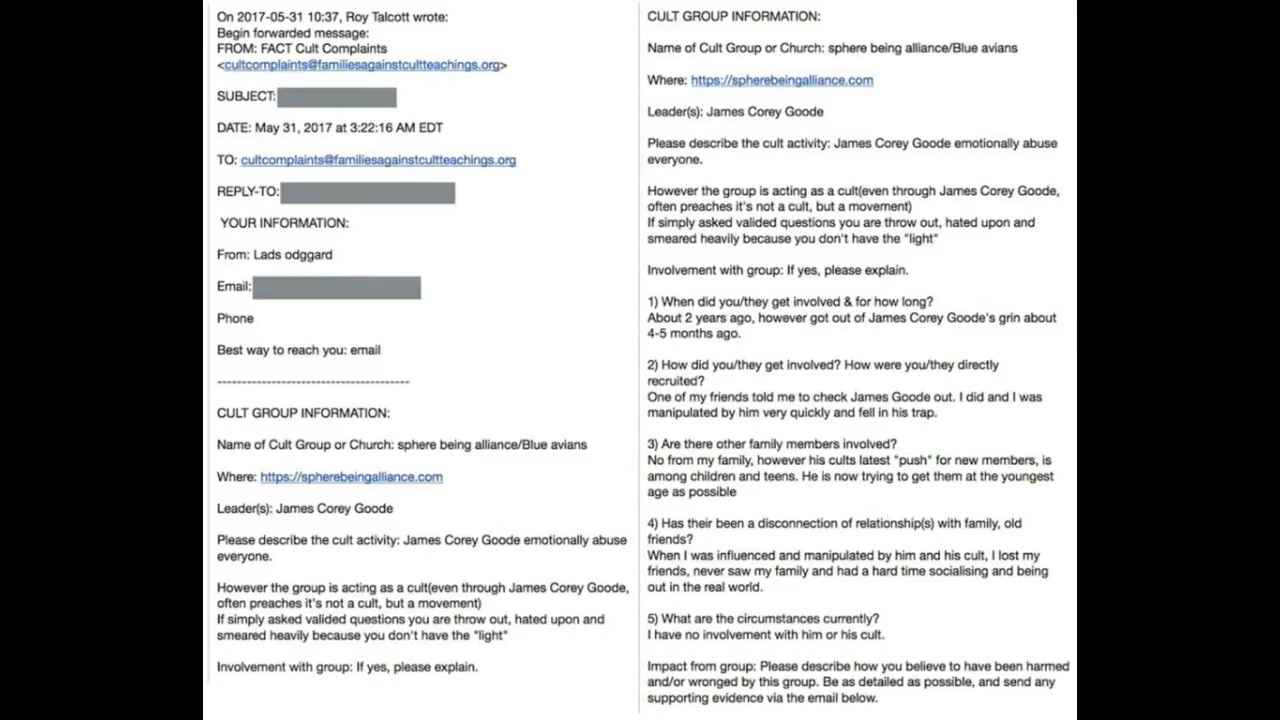 On 2017-05-31 10:37, Roy Talcott wrote:
Begin forwarded message:
FROM: FACT Cult Complaints
<cultcomplaints@familiesagainstcultteachings.org>
SUBJECT:
DATE: May 31, 2017 at 3:22:16 AM EDT
TO: cultcomplaints@familiesagainstcultteachings.org
REPLY-TO:
YOUR INFORMATION:
From: Lads odggard
Email:
Phone
Best way to reach you: email
----------------------------------------
CULT GROUP INFORMATION:
Name of Cult Group or Church: sphere being alliance/Blue avians
Where: https://spherebeingalliance.com
Leader(s): James Corey Goode
Please describe the cult activity: James Corey Goode emotionally abuse
everyone.
However the group is acting as a cult(even through James Corey Goode,
often preaches it's not a cult, but a movement)
If simply asked valided questions you are throw out, hated upon and
smeared heavily because you don't have the "light"
Involvement with group: If yes, please explain.
CULT GROUP INFORMATION:
Name of Cult Group or Church: sphere being alliance/Blue avians
Where: https://spherebeingalliance.com
Leader(s): James Corey Goode
Please describe the cult activity: James Corey Goode emotionally abuse
everyone.
However the group is acting as a cult(even through James Corey Goode,
often preaches it's not a cult, but a movement)
If simply asked valided questions you are throw out, hated upon and
smeared heavily because you don't have the "light"
Involvement with group: If yes, please explain.
1) When did you/they get involved & for how long?
About 2 years ago, however got out of James Corey Goode's grin about
4-5 months ago.
2) How did you/they get involved? How were you/they directly
recruited?
One of my friends told me to check James Goode out. I did and I was
manipulated by him very quickly and fell in his trap.
3) Are there other family members involved?
No from my family, however his cults latest "push" for new members, is
among children and teens. He is now trying to get them at the youngest
age as possible
4) Has their been a disconnection of relationship(s) with family, old
friends?
When I was influenced and manipulated by him and his cult, I lost my
friends, never saw my family and had a hard time socialising and being
out in the real world.
5) What are the circumstances currently?
I have no involvement with him or his cult.
Impact from group: Please describe how you believe to have been harmed
and/or wronged by this group. Be as detailed as possible, and send any
supporting evidence via the email below.